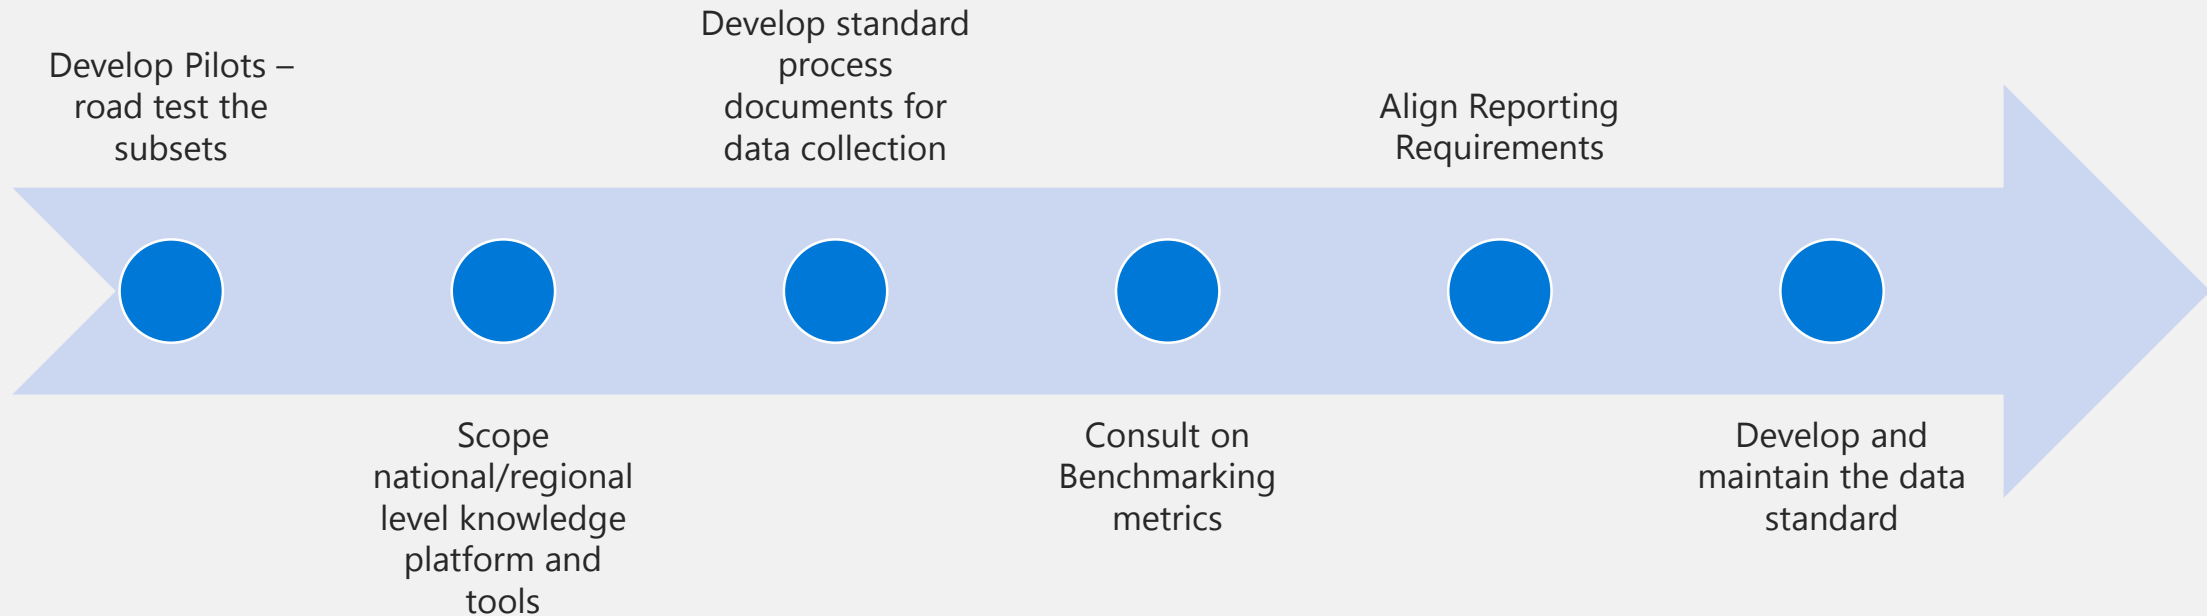 Develop Pilots –
road test the
subsets
Scope
national/regional
level knowledge
platform and
tools
Develop standard
process
documents for
data collection
Consult on
Benchmarking
metrics
Align Reporting
Requirements
Develop and
maintain the data
standard